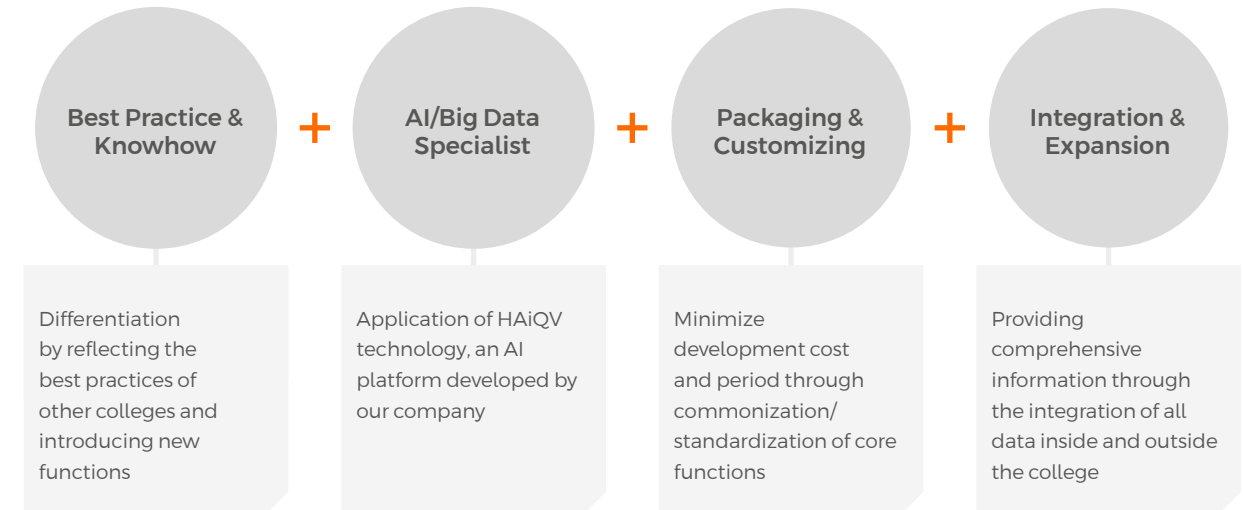 Best Practice &
Knowhow
+
AI/Big Data
Specialist
+
Packaging &
Customizing
+
Integration &
Expansion
Differentiation
by reflecting the
best practices of
other colleges and
introducing new
functions
Application of HAiQV
technology, an AI
platform developed by
our company
Minimize
development cost
and period through
commonization/
standardization of core
functions
Providing
comprehensive
information through
the integration of all
data inside and outside
the college